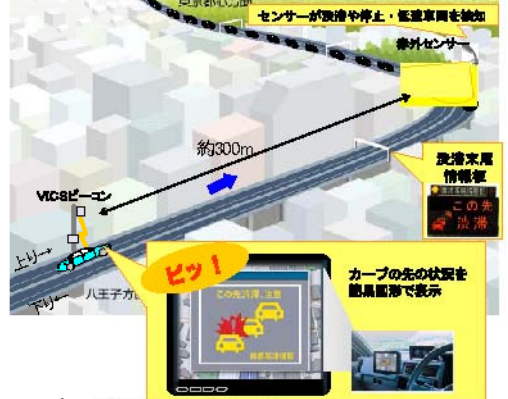 センサーが渋滞や停止・低速車両を検知
赤外センサー
約300m
渋滞末尾
情報板
この先
渋滞
VICSビーコン
上り→
下り←
八王子方
ピッ!
この先渋滞、注意
カーブの先の状況を
簡易図形で表示